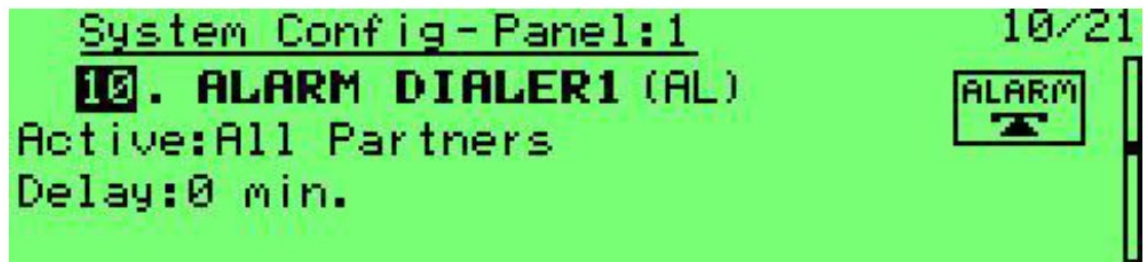 System Config-Panel:1 10/21
10. ALARM DIALER1 (AL)
ALARM
Active:All Partners
Delay:0 min.